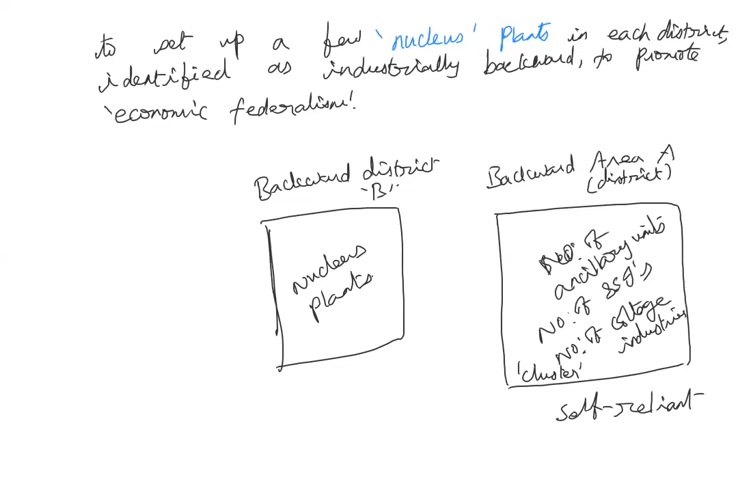 to set up a few 'nucleus' plants in each district,
identified as industrially backward, to promote
'economic federalism'.
Backward district
"B"
Nucleus
plants
Backward Area A
(district)
No: of
ancillary units
No: of SSI's
No: of cottage
industries
'cluster'
Self-reliant